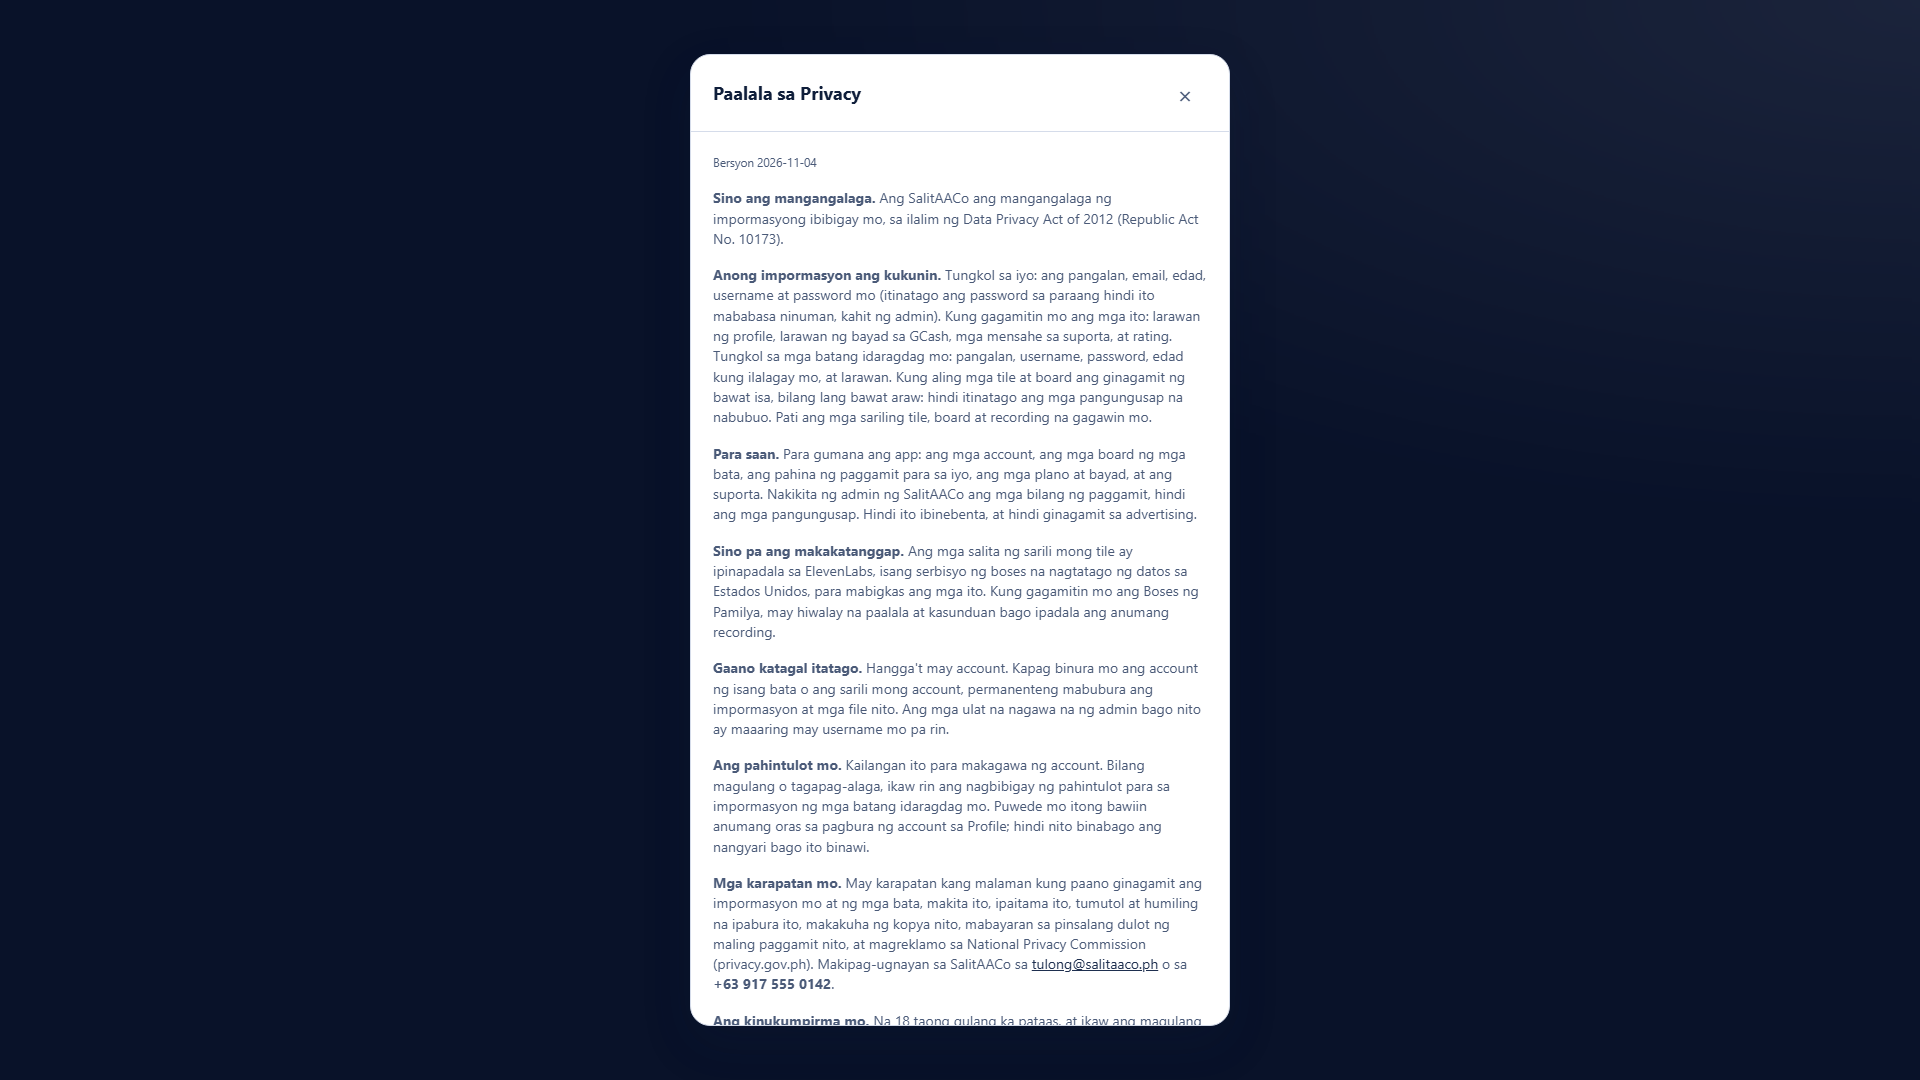 Paalala sa Privacy
×
Bersyon 2026-11-04
Sino ang mangangalaga. Ang SalitAACo ang mangangalaga ng
impormasyong ibibigay mo, sa ilalim ng Data Privacy Act of 2012 (Republic Act
No. 10173).
Anong impormasyon ang kukunin. Tungkol sa iyo: ang pangalan, email, edad,
username at password mo (itinatago ang password sa paraang hindi ito
mababasa ninuman, kahit ng admin). Kung gagamitin mo ang mga ito: larawan
ng profile, larawan ng bayad sa GCash, mga mensahe sa suporta, at rating.
Tungkol sa mga batang idaragdag mo: pangalan, username, password, edad
kung ilalagay mo, at larawan. Kung aling mga tile at board ang ginagamit ng
bawat isa, bilang lang bawat araw: hindi itinatago ang mga pangungusap na
nabubuo. Pati ang mga sariling tile, board at recording na gagawin mo.
Para saan. Para gumana ang app: ang mga account, ang mga board ng mga
bata, ang pahina ng paggamit para sa iyo, ang mga plano at bayad, at ang
suporta. Nakikita ng admin ng SalitAACo ang mga bilang ng paggamit, hindi
ang mga pangungusap. Hindi ito ibinebenta, at hindi ginagamit sa advertising.
Sino pa ang makakatanggap. Ang mga salita ng sarili mong tile ay
ipinapadala sa ElevenLabs, isang serbisyo ng boses na nagtatago ng datos sa
Estados Unidos, para mabigkas ang mga ito. Kung gagamitin mo ang Boses ng
Pamilya, may hiwalay na paalala at kasunduan bago ipadala ang anumang
recording.
Gaano katagal itatago. Hangga't may account. Kapag binura mo ang account
ng isang bata o ang sarili mong account, permanenteng mabubura ang
impormasyon at mga file nito. Ang mga ulat na nagawa na ng admin bago nito
ay maaaring may username mo pa rin.
Ang pahintulot mo. Kailangan ito para makagawa ng account. Bilang
magulang o tagapag-alaga, ikaw rin ang nagbibigay ng pahintulot para sa
impormasyon ng mga batang idaragdag mo. Puwede mo itong bawiin
anumang oras sa pagbura ng account sa Profile; hindi nito binabago ang
nangyari bago ito binawi.
Mga karapatan mo. May karapatan kang malaman kung paano ginagamit ang
impormasyon mo at ng mga bata, makita ito, ipaitama ito, tumutol at humiling
na ipabura ito, makakuha ng kopya nito, mabayaran sa pinsalang dulot ng
maling paggamit nito, at magreklamo sa National Privacy Commission
(privacy.gov.ph). Makipag-ugnayan sa SalitAACo sa tulong@salitaaco.ph o sa
+63 917 555 0142.
Ang kinukumpirma mo. Na 18 taong gulang ka pataas, at ikaw ang magulang